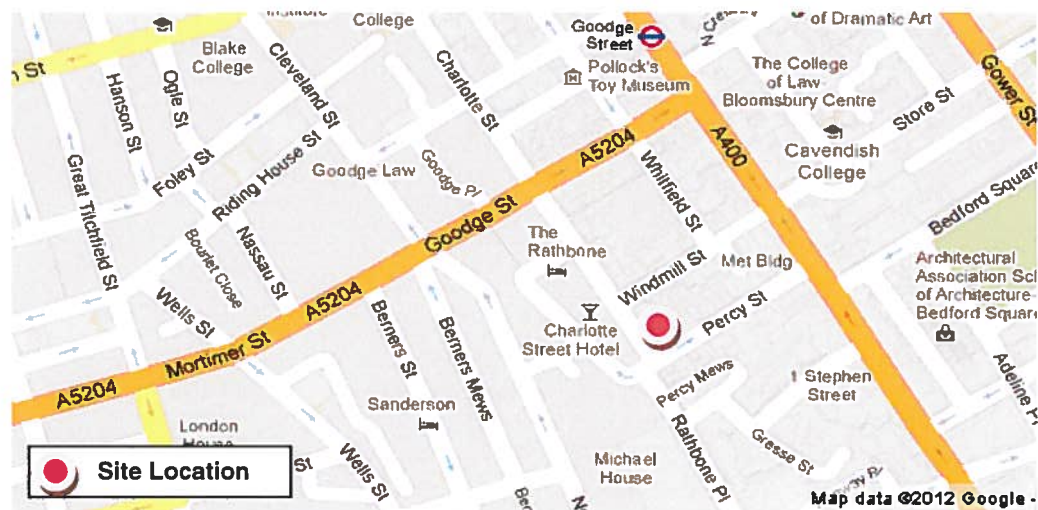 Institute
College
of Dramatic Art
Goodge
Street
Blake
College
Pollock's
Toy Museum
The College
of Law
Bloomsbury Centre
Cavendish
College
Store St
Gower St
Hanson St
Ogle St
Cleveland St
Charlotte St
A400
A5204
Great Titchfield St
Foley St
Riding House St
Goodge Law
Goodge Pl
Whitfield St
Bedford Square
Goodge St
Bourlet Close
Nassau St
The
Rathbone
Windmill St
Met Bldg
Architectural
Association Scl
of Architecture
Bedford Square
Wells St
A5204
Berners St
Berners Mews
Charlotte
Street Hotel
Percy St
Mortimer St
A5204
Percy Mews
1 Stephen
Street
Adeline Pl
Sanderson
Rathbone Pl
Gresse St
London
House
Wells St
Michael
House
St
Site Location
Map data ©2012 Google -